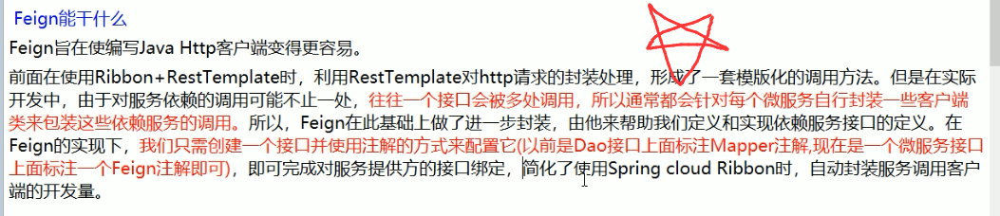 Feign能干什么
Feign旨在使编写Java Http客户端变得更容易。
前面在使用Ribbon+RestTemplate时，利用RestTemplate对http请求的封装处理，形成了一套模版化的调用方法。但是在实际
开发中，由于对服务依赖的调用可能不止一处，往往一个接口会被多处调用，所以通常都会针对每个微服务自行封装一些客户端
类来包装这些依赖服务的调用。所以，Feign在此基础上做了进一步封装，由他来帮助我们定义和实现依赖服务接口的定义。在
Feign的实现下，我们只需创建一个接口并使用注解的方式来配置它(以前是Dao接口上面标注Mapper注解,现在是一个微服务接口
上面标注一个Feign注解即可)，即可完成对服务提供方的接口绑定，简化了使用Spring cloud Ribbon时，自动封装服务调用客户
端的开发量。